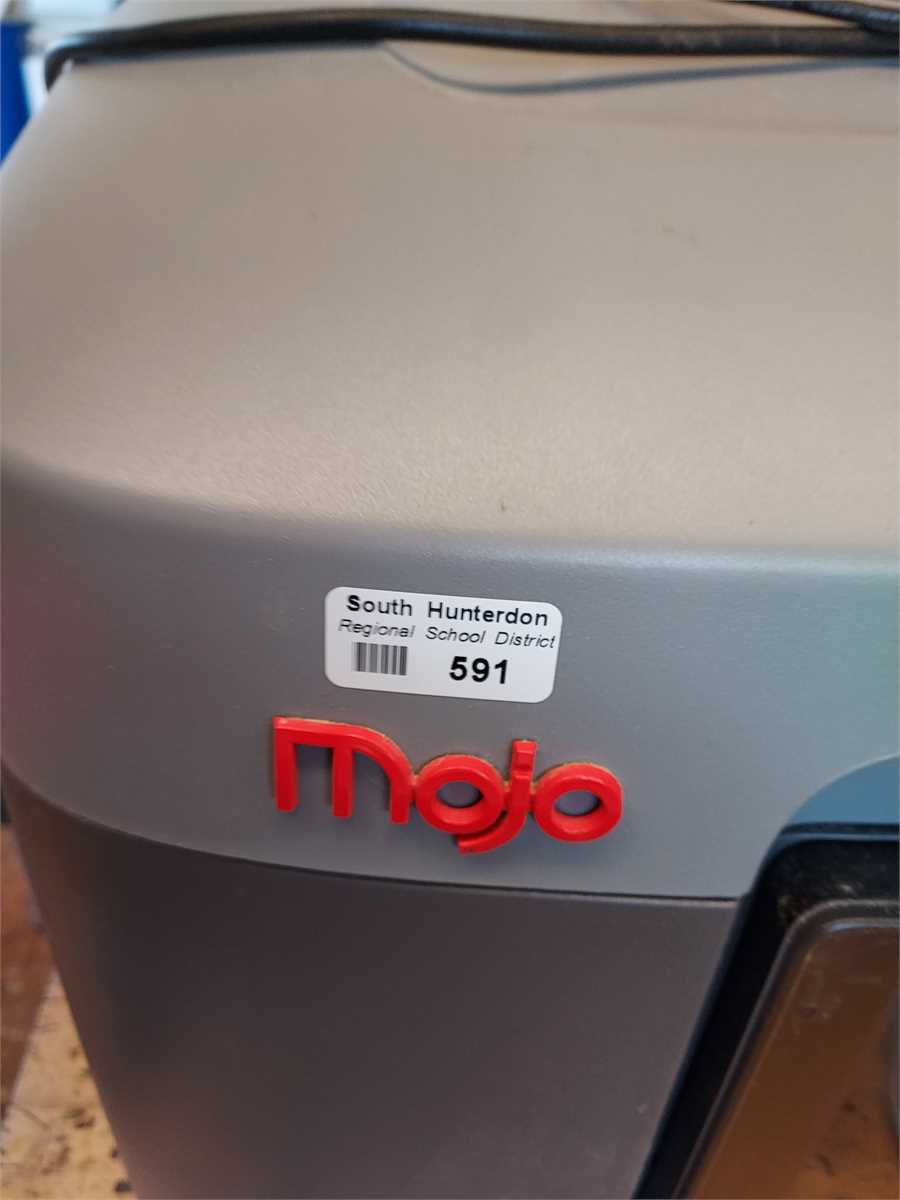 South Hunterdon
Regional School District
591
mojo